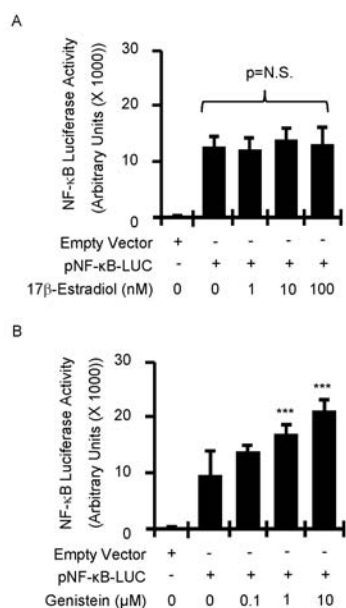 A
NF-κB Luciferase Activity
(Arbitrary Units (X 1000))
30
20
10
0
p=N.S.
Empty Vector + - - - -
pNF-κB-LUC - + + + +
17β-Estradiol (nM) 0 0 1 10 100
B
NF-κB Luciferase Activity
(Arbitrary Units (X 1000))
30
20
10
0
*** ***
Empty Vector + - - - -
pNF-κB-LUC - + + + +
Genistein (µM) 0 0 0.1 1 10